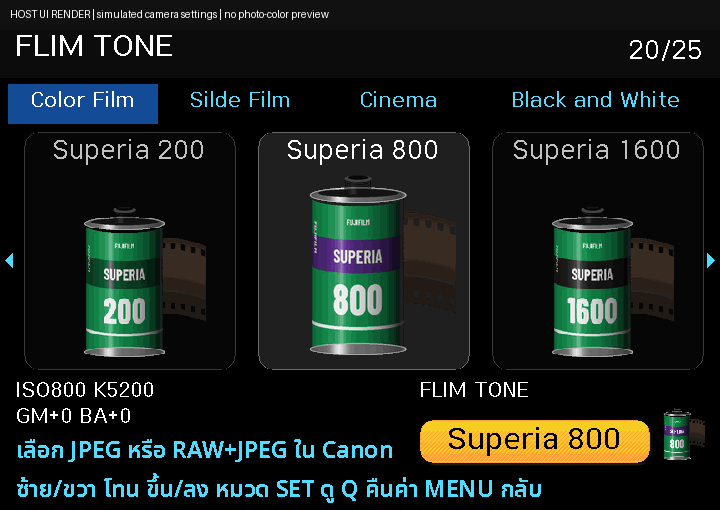 HOST UI RENDER | simulated camera settings | no photo-color preview
FLIM TONE
20/25
Color Film
Silde Film
Cinema
Black and White
Superia 200
Superia 800
Superia 1600
FUJIFILM
FUJIFILM
SUPERIA
200
FUJIFILM
FUJIFILM
SUPERIA
800
FUJIFILM
FUJIFILM
SUPERIA
1600
ISO800 K5200
GM+0 BA+0
FLIM TONE
เลือก JPEG หรือ RAW+JPEG ใน Canon
Superia 800
SUPERIA
800
ซ้าย/ขวา โทน ขึ้น/ลง หมวด SET ดู Q คืนค่า MENU กลับ